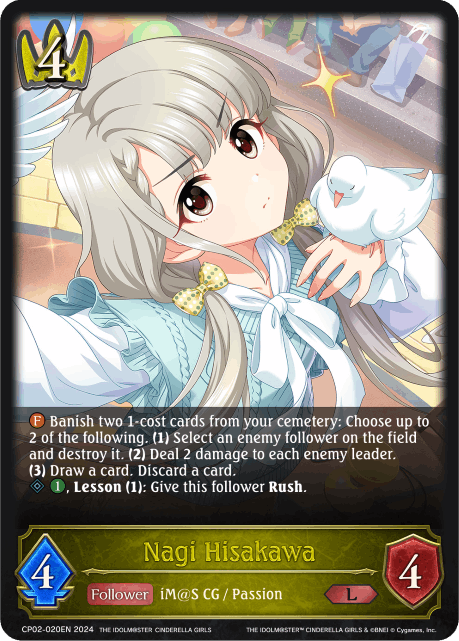 4
F Banish two 1-cost cards from your cemetery: Choose up to
2 of the following. (1) Select an enemy follower on the field
and destroy it. (2) Deal 2 damage to each enemy leader.
(3) Draw a card. Discard a card.
1, Lesson (1): Give this follower Rush.
Nagi Hisakawa
4
Follower iM@S CG / Passion L
4
CP02-020EN 2024 THE IDOLM@STER CINDERELLA GIRLS THE IDOLM@STER™ CINDERELLA GIRLS & ©BNEI © Cygames, Inc.